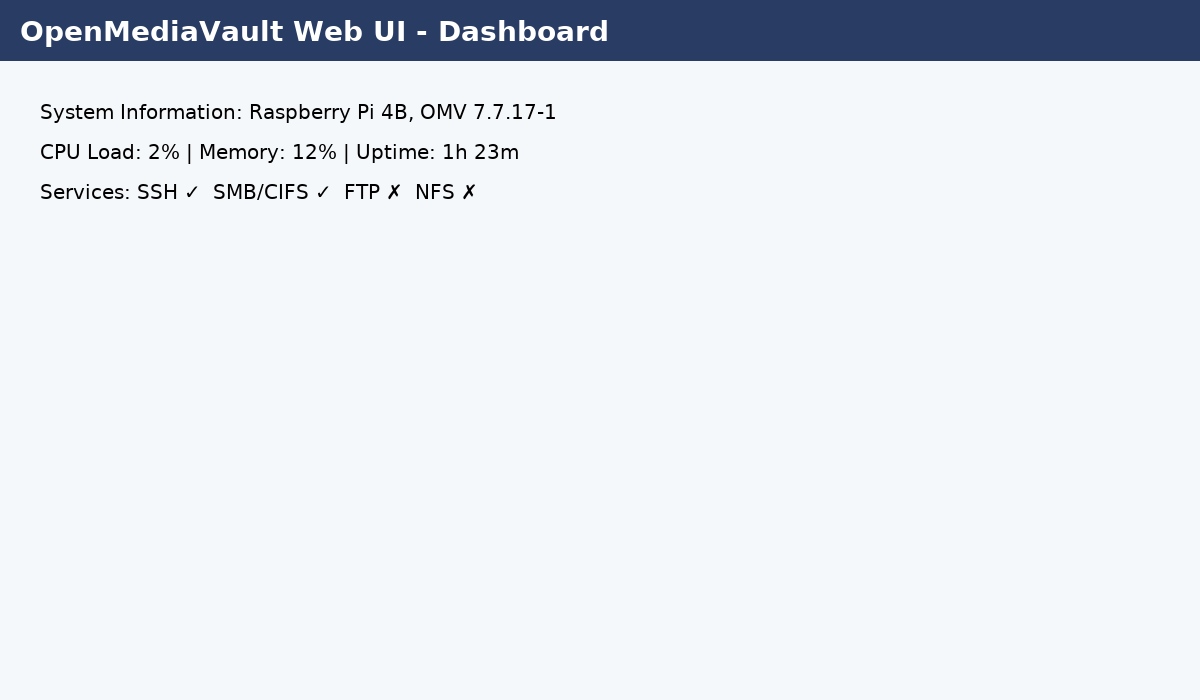 OpenMediaVault Web UI - Dashboard
System Information: Raspberry Pi 4B, OMV 7.7.17-1
CPU Load: 2% | Memory: 12% | Uptime: 1h 23m
Services: SSH ✓  SMB/CIFS ✓  FTP ✗  NFS ✗